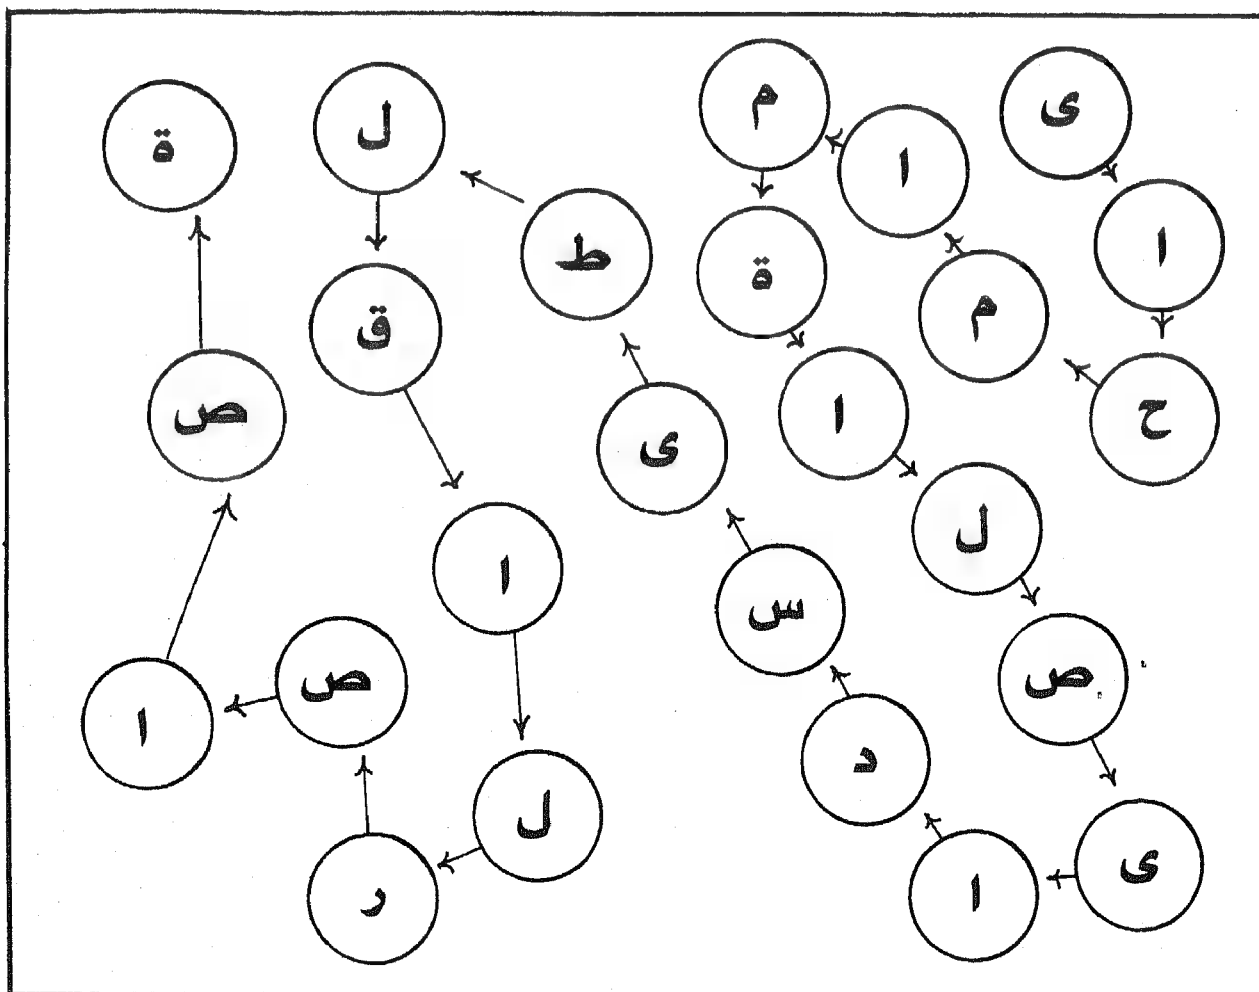 ى ا ح م ا م ة ا ل ص ى ا د س ى ط ل ق ا ل ر ص ا ص ة